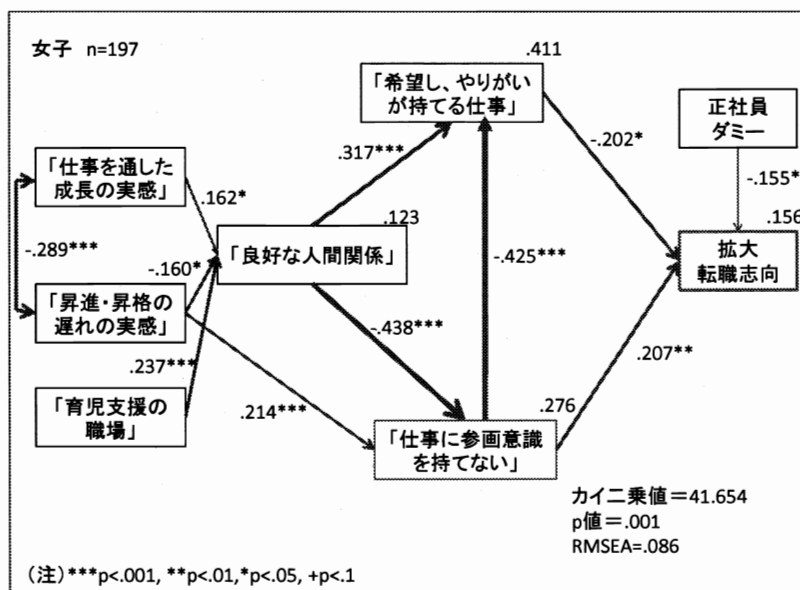 女子 n=197
.411
「希望し、やりがい
が持てる仕事」
正社員
ダミー
-.202*
.317***
-.155*
「仕事を通した
成長の実感」
.162*
.123
.156
「良好な人間関係」
拡大
転職志向
-.289***
-.160*
-.425***
「昇進・昇格の
遅れの実感」
-.438***
.237***
.207**
「育児支援の
職場」
.214***
.276
「仕事に参画意識
を持てない」
カイ二乗値=41.654
p値=.001
RMSEA=.086
(注)***p<.001, **p<.01,*p<.05, +p<.1